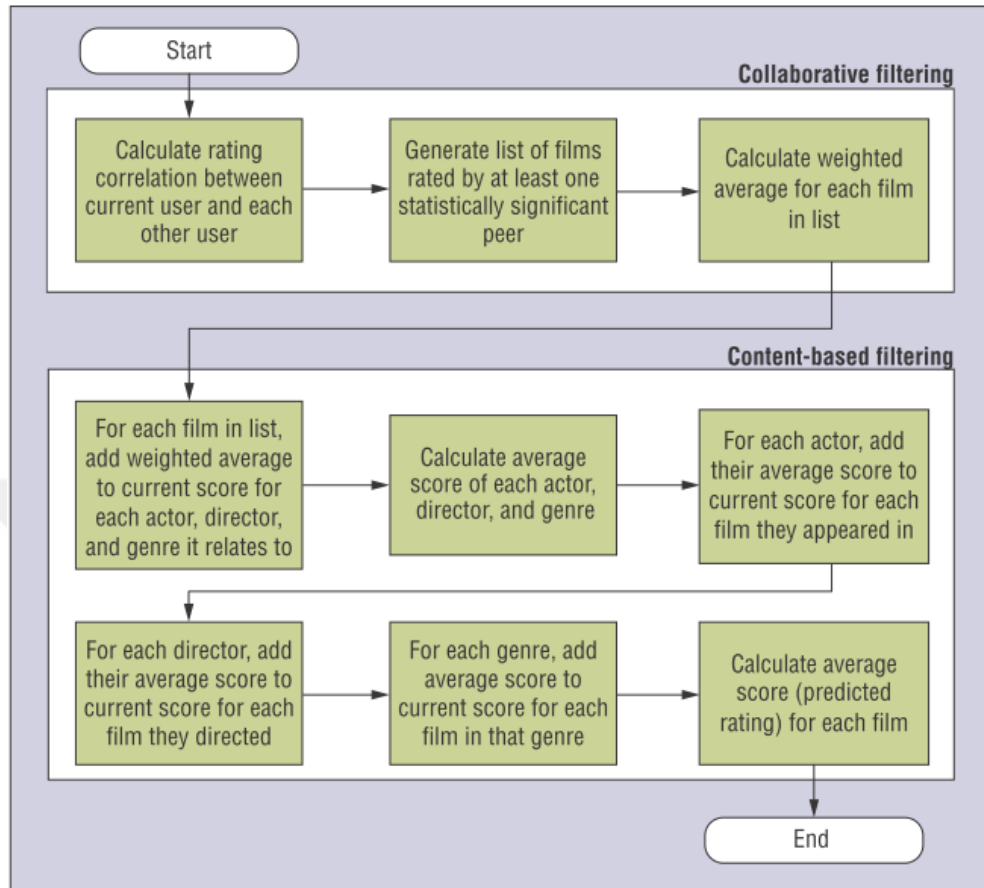 Start
Collaborative filtering
Calculate rating
correlation between
current user and each
other user
Generate list of films
rated by at least one
statistically significant
peer
Calculate weighted
average for each film
in list
Content-based filtering
For each film in list,
add weighted average
to current score for
each actor, director,
and genre it relates to
Calculate average
score of each actor,
director, and genre
For each actor, add
their average score to
current score for each
film they appeared in
For each director, add
their average score to
current score for each
film they directed
For each genre, add
average score to
current score for each
film in that genre
Calculate average
score (predicted
rating) for each film
End